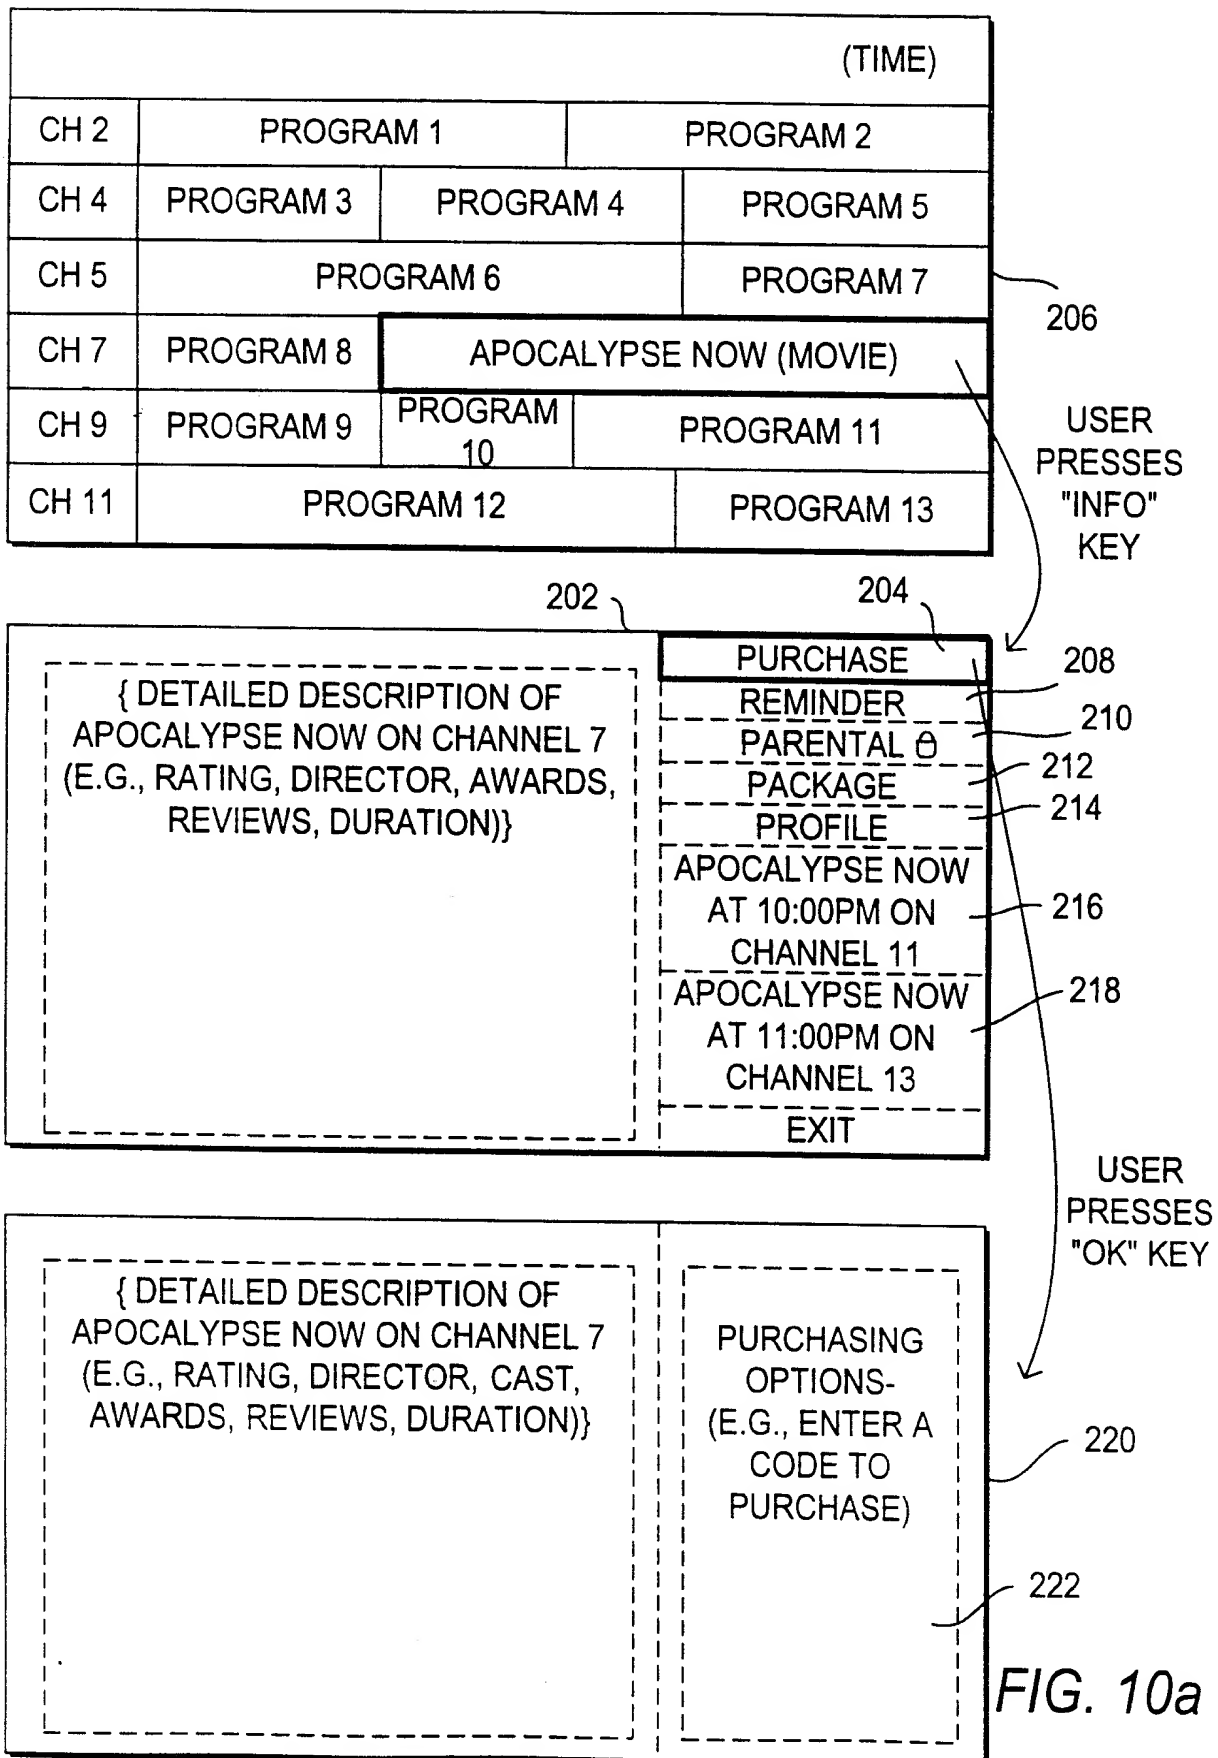 (TIME)
CH 2 PROGRAM 1 PROGRAM 2
CH 4 PROGRAM 3 PROGRAM 4 PROGRAM 5
CH 5 PROGRAM 6 PROGRAM 7
206
CH 7 PROGRAM 8 APOCALYPSE NOW (MOVIE)
CH 9 PROGRAM 9 PROGRAM
10 PROGRAM 11
CH 11 PROGRAM 12 PROGRAM 13
USER
PRESSES
"INFO"
KEY
202
204
{ DETAILED DESCRIPTION OF
APOCALYPSE NOW ON CHANNEL 7
(E.G., RATING, DIRECTOR, AWARDS,
REVIEWS, DURATION)}
PURCHASE
REMINDER
208
PARENTAL
210
PACKAGE
212
PROFILE
214
APOCALYPSE NOW
AT 10:00PM ON
CHANNEL 11
216
APOCALYPSE NOW
AT 11:00PM ON
CHANNEL 13
218
EXIT
USER
PRESSES
"OK" KEY
{ DETAILED DESCRIPTION OF
APOCALYPSE NOW ON CHANNEL 7
(E.G., RATING, DIRECTOR, CAST,
AWARDS, REVIEWS, DURATION)}
PURCHASING
OPTIONS-
(E.G., ENTER A
CODE TO
PURCHASE)
220
222
FIG. 10a